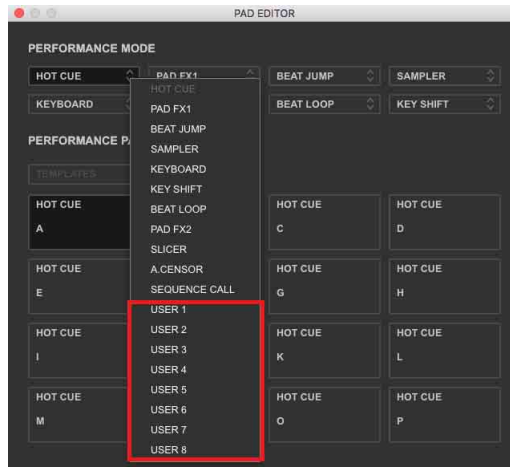 PAD EDITOR
PERFORMANCE MODE
HOT CUE
PAD FX1
BEAT JUMP
SAMPLER
KEYBOARD
BEAT LOOP
KEY SHIFT
HOT CUE
PAD FX1
BEAT JUMP
SAMPLER
KEYBOARD
KEY SHIFT
BEAT LOOP
PAD FX2
SLICER
A.CENSOR
SEQUENCE CALL
USER 1
USER 2
USER 3
USER 4
USER 5
USER 6
USER 7
USER 8
PERFORMANCE P
TEMPLATES
HOT CUE
A
HOT CUE
C
HOT CUE
D
HOT CUE
E
HOT CUE
G
HOT CUE
H
HOT CUE
I
HOT CUE
K
HOT CUE
L
HOT CUE
M
HOT CUE
O
HOT CUE
P